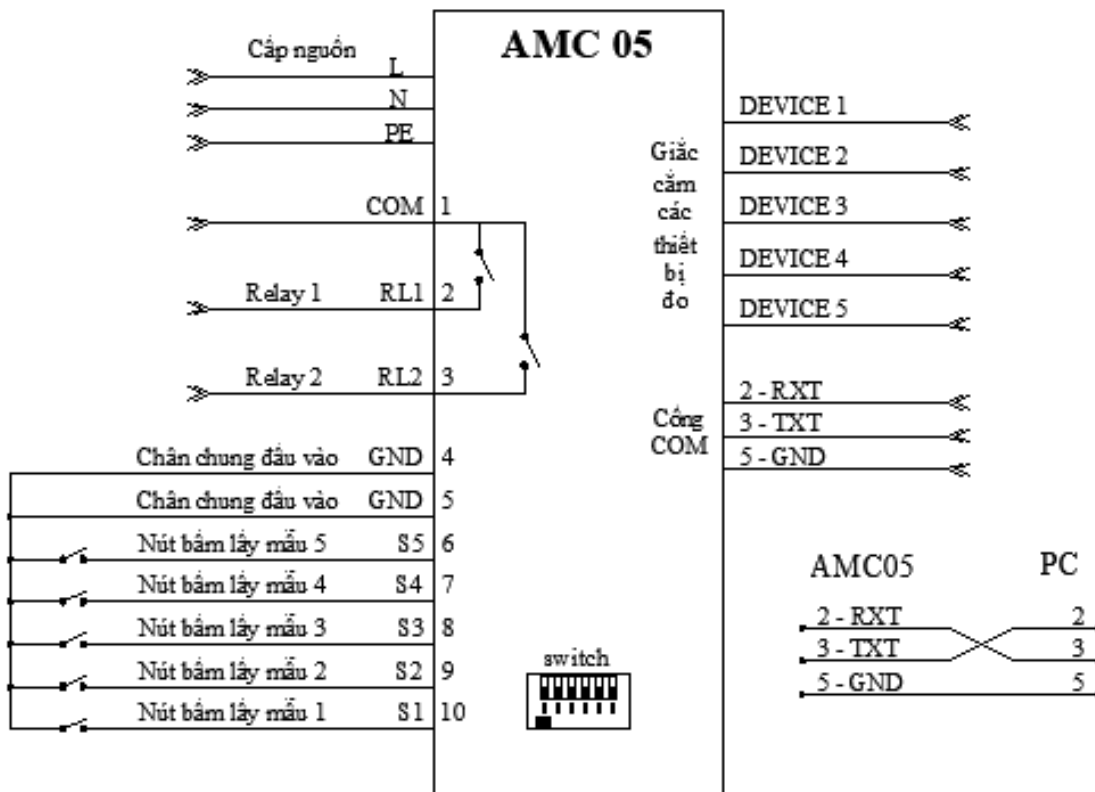 AMC 05
Cấp nguồn
L
N
PE
COM 1
Relay 1 RL1 2
Relay 2 RL2 3
Chân chung đầu vào GND 4
Chân chung đầu vào GND 5
Nút bấm lấy mẫu 5 S5 6
Nút bấm lấy mẫu 4 S4 7
Nút bấm lấy mẫu 3 S3 8
Nút bấm lấy mẫu 2 S2 9
Nút bấm lấy mẫu 1 S1 10
Giắc
cắm
các
thiết
bị
đo
DEVICE 1
DEVICE 2
DEVICE 3
DEVICE 4
DEVICE 5
Cổng
COM
2 - RXT
3 - TXT
5 - GND
switch
AMC05 PC
2 - RXT 2
3 - TXT 3
5 - GND 5